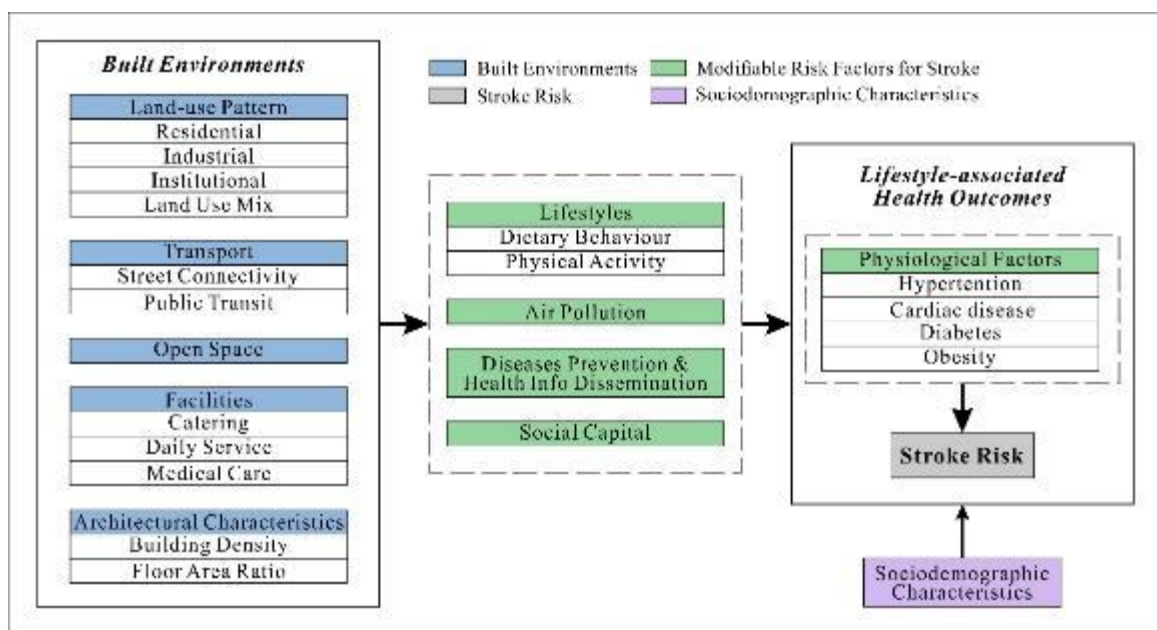 Built Environments
Land-use Pattern
Residential
Industrial
Institutional
Land Use Mix
Transport
Street Connectivity
Public Transit
Open Space
Facilities
Catering
Daily Service
Medical Care
Architectural Characteristics
Building Density
Floor Area Ratio
Built Environments
Modifiable Risk Factors for Stroke
Stroke Risk
Sociodomographic Characteristics
Lifestyles
Dietary Behaviour
Physical Activity
Air Pollution
Diseases Prevention &
Health Info Dissemination
Social Capital
Lifestyle-associated
Health Outcomes
Physiological Factors
Hypertention
Cardiac disease
Diabetes
Obesity
Stroke Risk
Sociodemographic
Characteristics